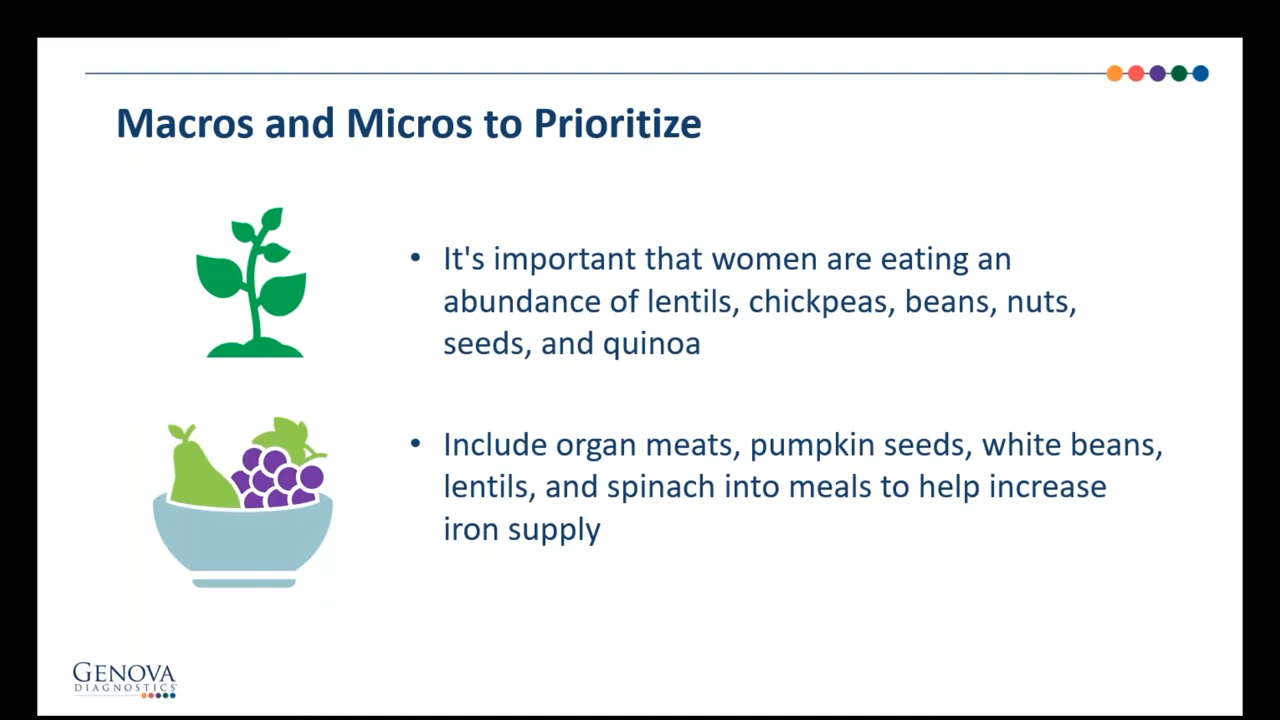 Macros and Micros to Prioritize
• It's important that women are eating an
abundance of lentils, chickpeas, beans, nuts,
seeds, and quinoa
• Include organ meats, pumpkin seeds, white beans,
lentils, and spinach into meals to help increase
iron supply
GENOVA
DIAGNOSTICS